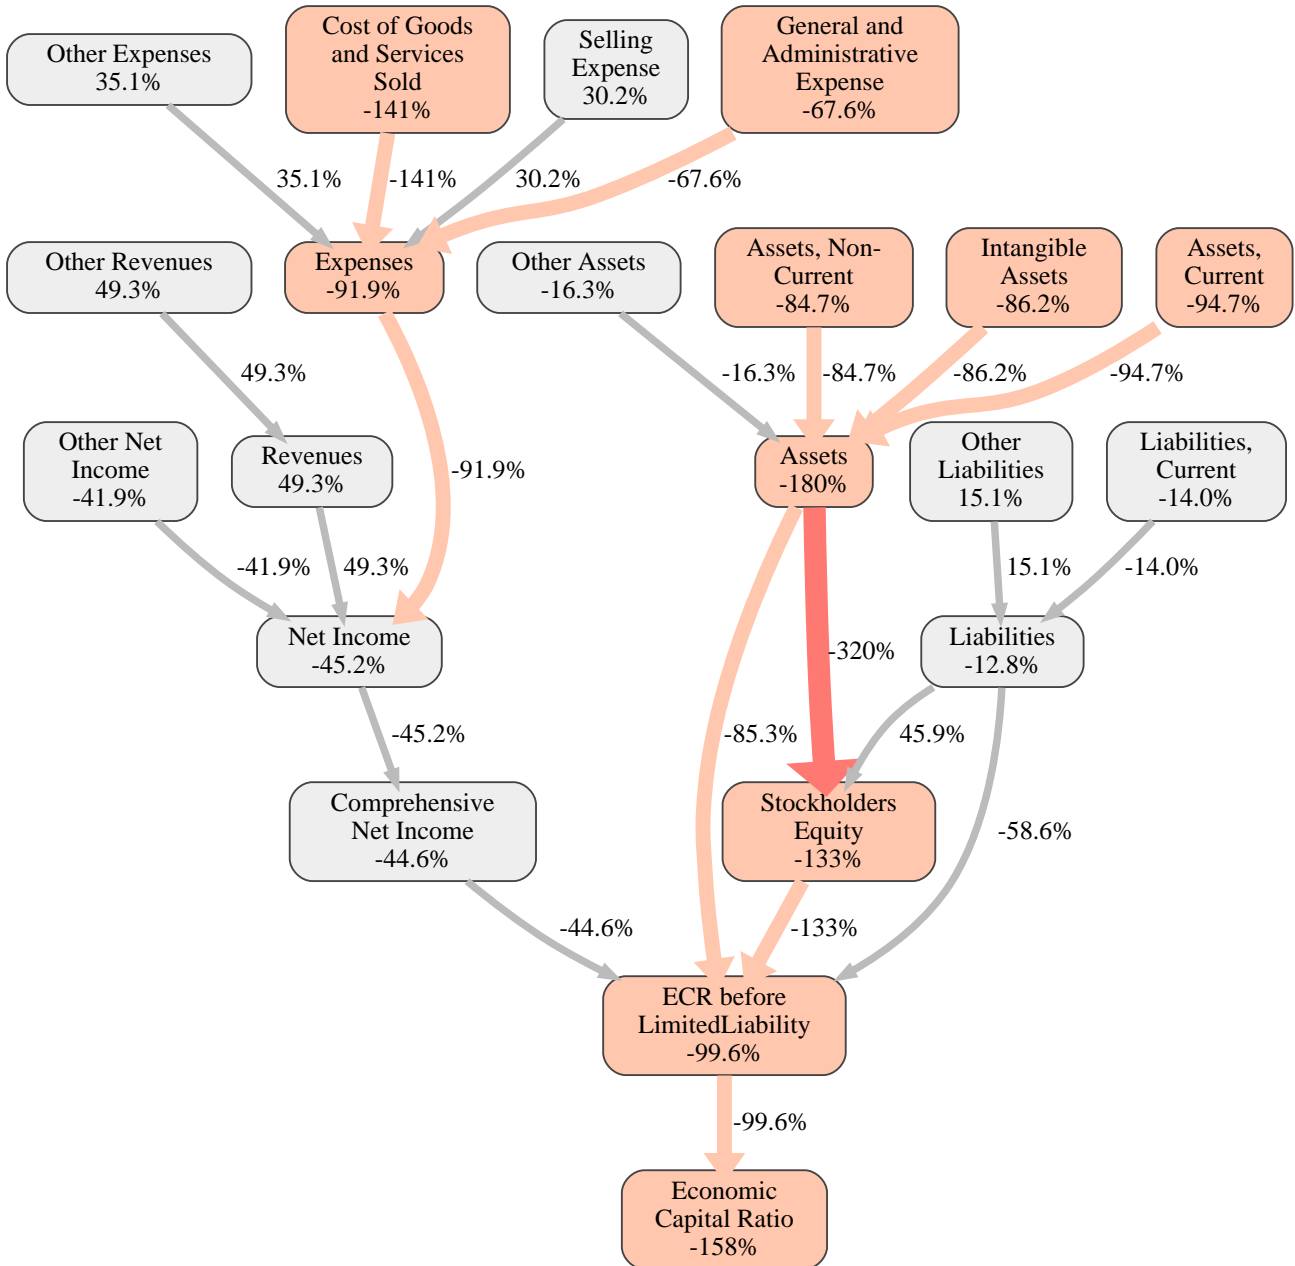 Other Expenses
35.1%
Cost of Goods
and Services
Sold
-141%
Selling
Expense
30.2%
General and
Administrative
Expense
-67.6%
35.1%
-141%
30.2%
-67.6%
Other Revenues
49.3%
Expenses
-91.9%
Other Assets
-16.3%
Assets, Non-
Current
-84.7%
Intangible
Assets
-86.2%
Assets,
Current
-94.7%
49.3%
-16.3%
-84.7%
-86.2%
-94.7%
Other Net
Income
-41.9%
Revenues
49.3%
-91.9%
Assets
-180%
Other
Liabilities
15.1%
Liabilities,
Current
-14.0%
-41.9%
49.3%
15.1%
-14.0%
Net Income
-45.2%
-320%
Liabilities
-12.8%
-45.2%
-85.3%
45.9%
Comprehensive
Net Income
-44.6%
Stockholders
Equity
-133%
-58.6%
-44.6%
-133%
ECR before
LimitedLiability
-99.6%
-99.6%
Economic
Capital Ratio
-158%